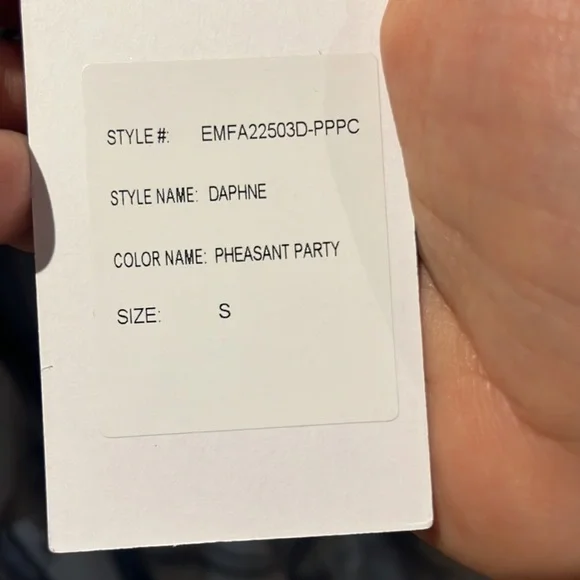 STYLE #: EMFA22503D-PPPC
STYLE NAME: DAPHNE
COLOR NAME: PHEASANT PARTY
SIZE: S